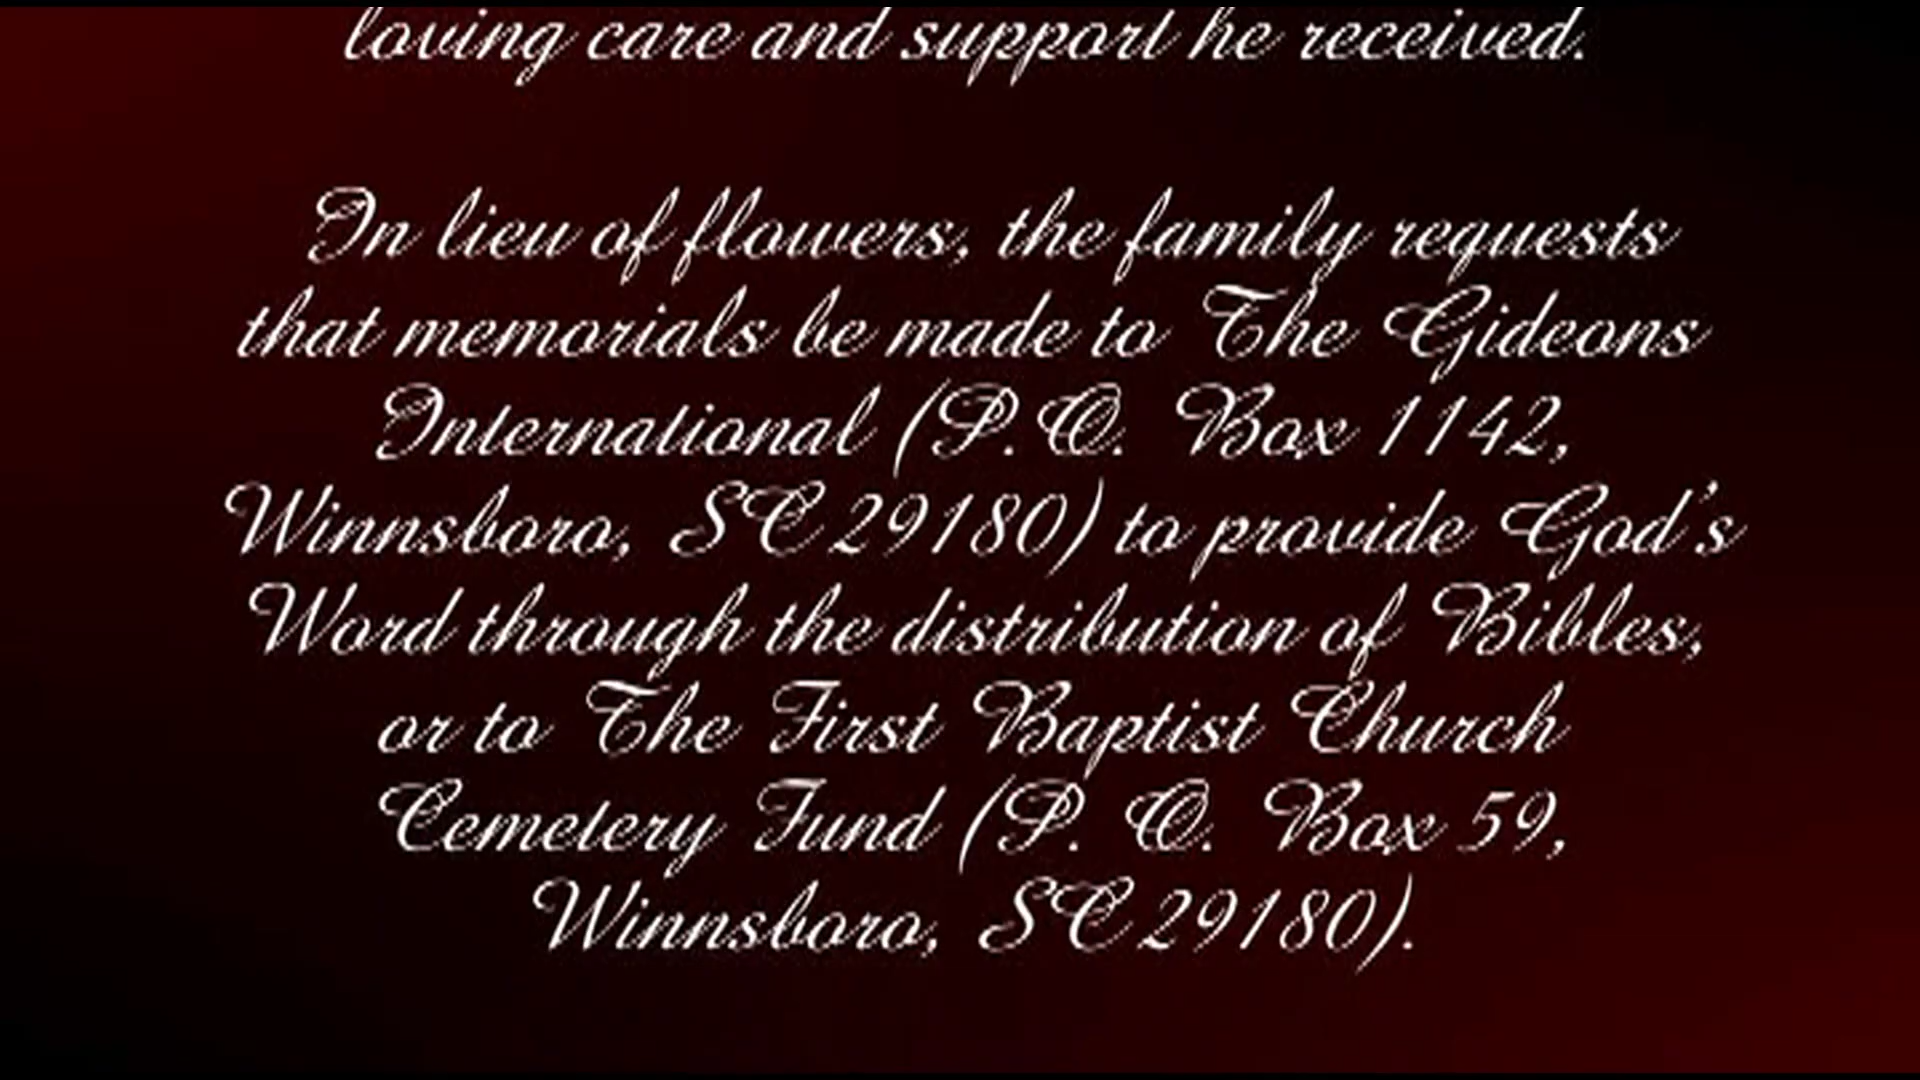 loving care and support he received.
In lieu of flowers, the family requests
that memorials be made to The Gideons
International (P.O. Box 1142,
Winnsboro, SC 29180) to provide God's
Word through the distribution of Bibles,
or to The First Baptist Church
Cemetery Fund (P. O. Box 59,
Winnsboro, SC 29180).